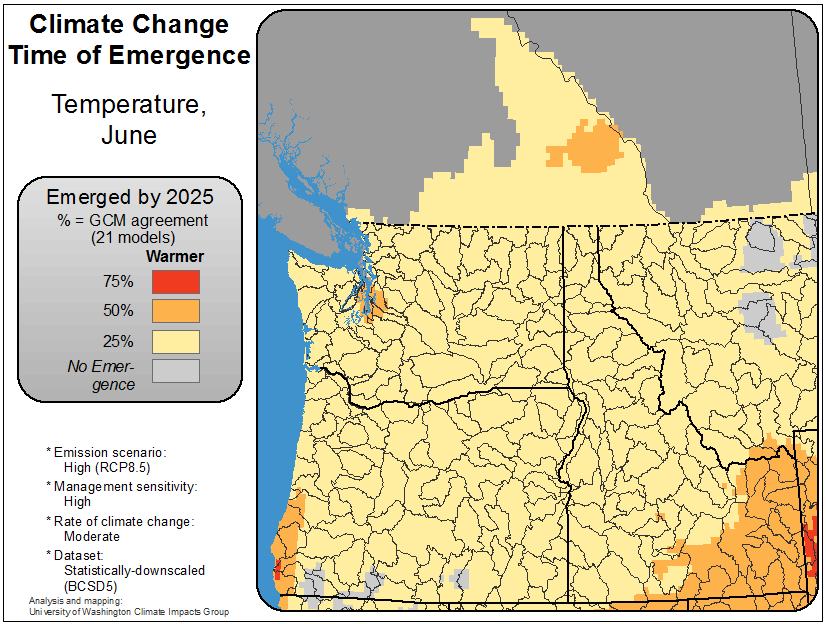 Climate Change
Time of Emergence
Temperature,
June
Emerged by 2025
% = GCM agreement
(21 models)
Warmer
75%
50%
25%
No Emer-
gence
* Emission scenario:
High (RCP8.5)
* Management sensitivity:
High
* Rate of climate change:
Moderate
* Dataset:
Statistically-downscaled
(BCSD5)
Analysis and mapping:
University of Washington Climate Impacts Group